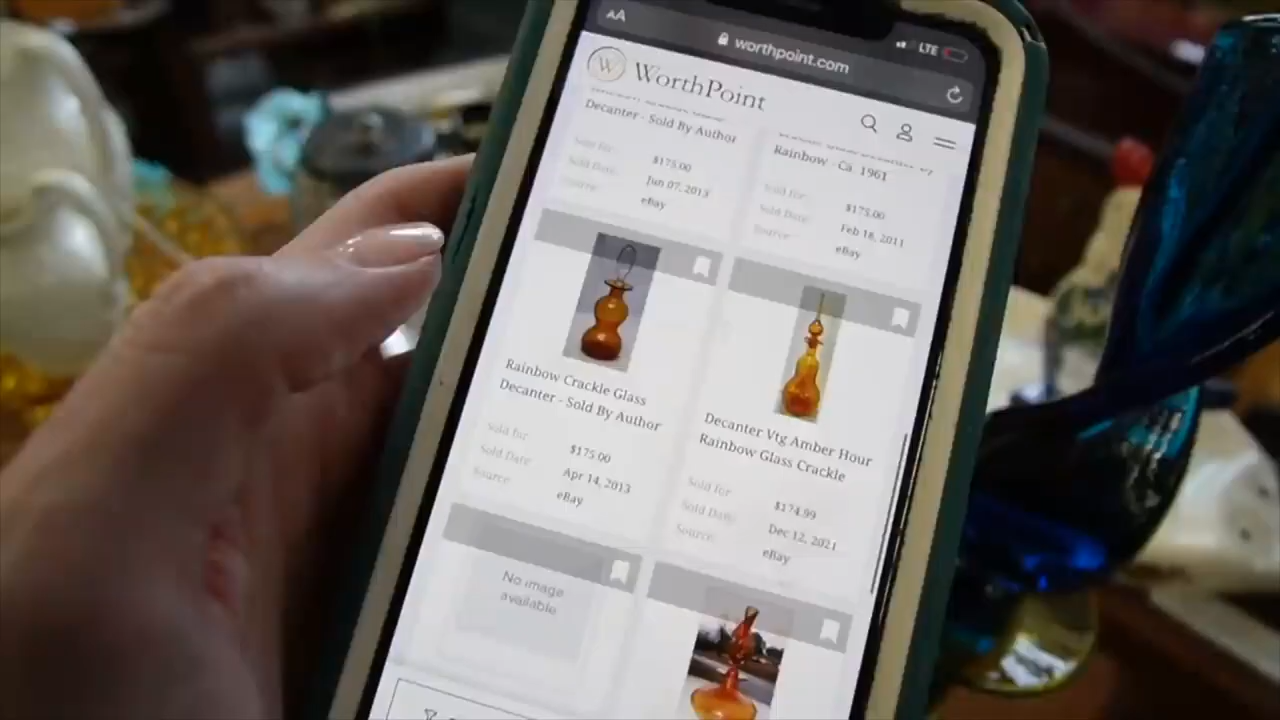 AA
worthpoint.com
LTE
W
WORTHPOINT
Decanter - Sold By Author
Sold for:
$175.00
Sold Date:
Jun 07, 2013
eBay
Rainbow - Ca 1961
Sold for:
$175.00
Sold Date:
Feb 18, 2011
Source:
eBay
Rainbow Crackle Glass
Decanter - Sold By Author
Sold for:
$175.00
Sold Date:
Apr 14, 2013
Source:
eBay
Decanter Vtg Amber Hour
Rainbow Glass Crackle
Sold for:
$174.99
Sold Date:
Dec 12, 2021
Source:
eBay
No image
available